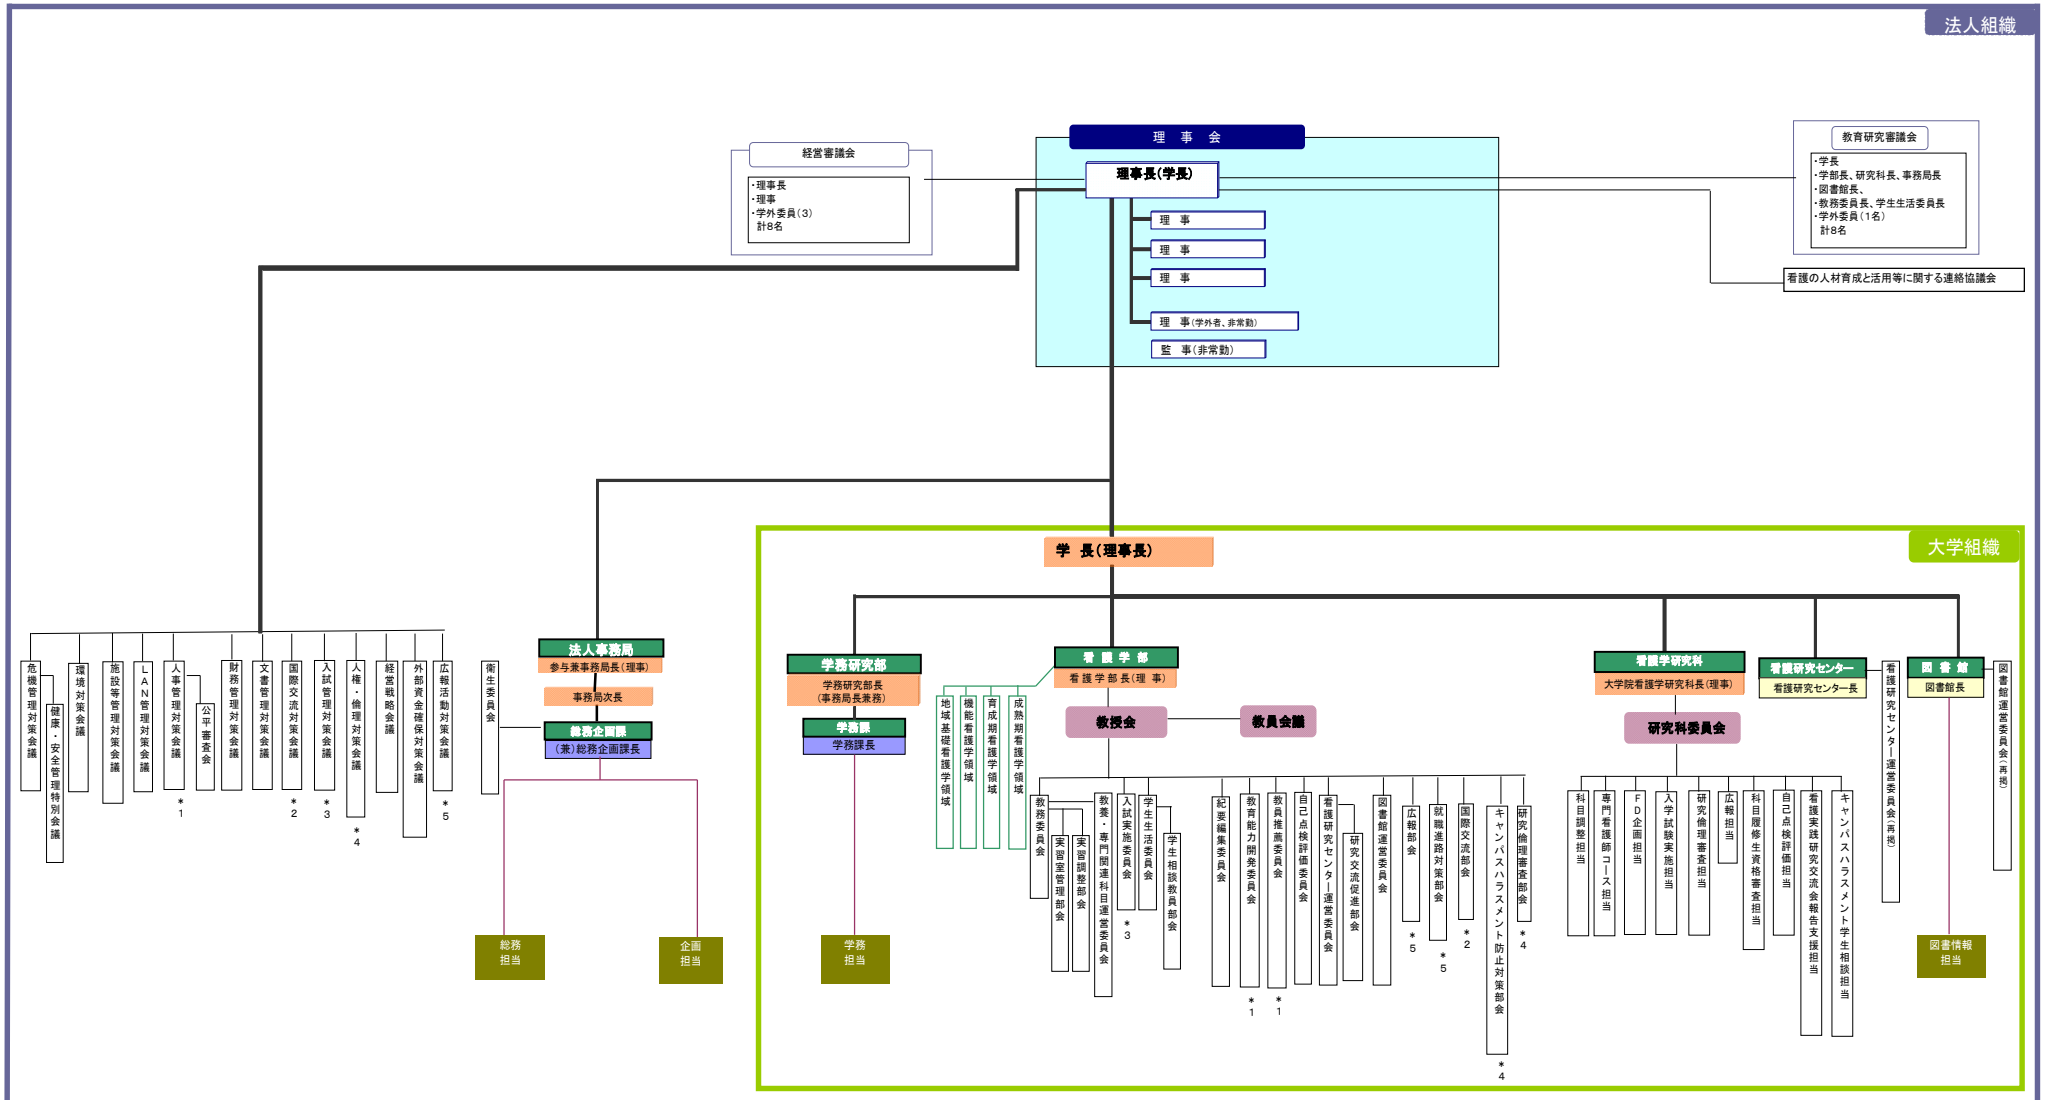 法人組織
理　事　会
経営審議会
・理事長
・理事
・学外委員(3)
計8名
理事長(学長)
理　事
理　事
理　事
理　事(学外者、非常勤)
監　事(非常勤)
教育研究審議会
・学長
・学部長、研究科長、事務局長
・図書館長、
・教務委員長、学生生活委員長
・学外委員(1名)
計8名
看護の人材育成と活用等に関する連絡協議会
大学組織
学　長(理事長)
危機管理対策会議
健康・安全管理特別会議
環境対策会議
施設等管理対策会議
LAN管理対策会議
人事管理対策会議
*1
公平審査会
財務管理対策会議
文書管理対策会議
国際交流対策会議
*2
入試管理対策会議
*3
人権・倫理対策会議
*4
経営戦略会議
外部資金確保対策会議
広報活動対策会議
*5
衛生委員会
法人事務局
参与兼事務局長(理事)
事務局次長
総務企画課
(兼)総務企画課長
総務
担当
企画
担当
学務研究部
学務研究部長
(事務局長兼務)
学務課
学務課長
学務
担当
看 護 学 部
看護学部長(理 事)
地域基礎看護学領域
機能看護学領域
育成期看護学領域
成熟期看護学領域
教授会
教員会議
教務委員会
実習室管理部会
実習調整部会
教養・専門関連科目運営委員会
入試実施委員会
*3
学生生活委員会
学生相談教員部会
紀要編集委員会
教育能力開発委員会
*1
教員推薦委員会
*1
自己点検評価委員会
看護研究センター運営委員会
研究交流促進部会
図書館運営委員会
広報部会
*5
就職進路対策部会
*5
国際交流部会
*2
キャンパスハラスメント防止対策部会
*4
研究倫理審査部会
*4
看護学研究科
大学院看護学研究科長(理事)
研究科委員会
科目調整担当
専門看護師コース担当
FD企画担当
入学試験実施担当
研究倫理審査担当
広報担当
科目履修生資格審査担当
自己点検評価担当
看護実践研究交流会報告支援担当
キャンパスハラスメント学生相談担当
看護研究センター
看護研究センター長
看護研究センター運営委員会(再掲)
図 書 館
図書館長
図書館運営委員会(再掲)
図書情報
担当